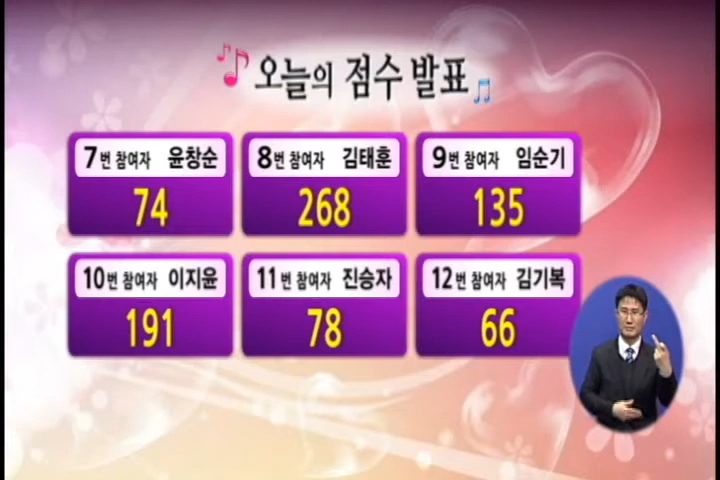 오늘의 점수 발표
7번 참여자 윤창순
74
8번 참여자 김태훈
268
9번 참여자 임순기
135
10번 참여자 이지윤
191
11번 참여자 진승자
78
12번 참여자 김기복
66